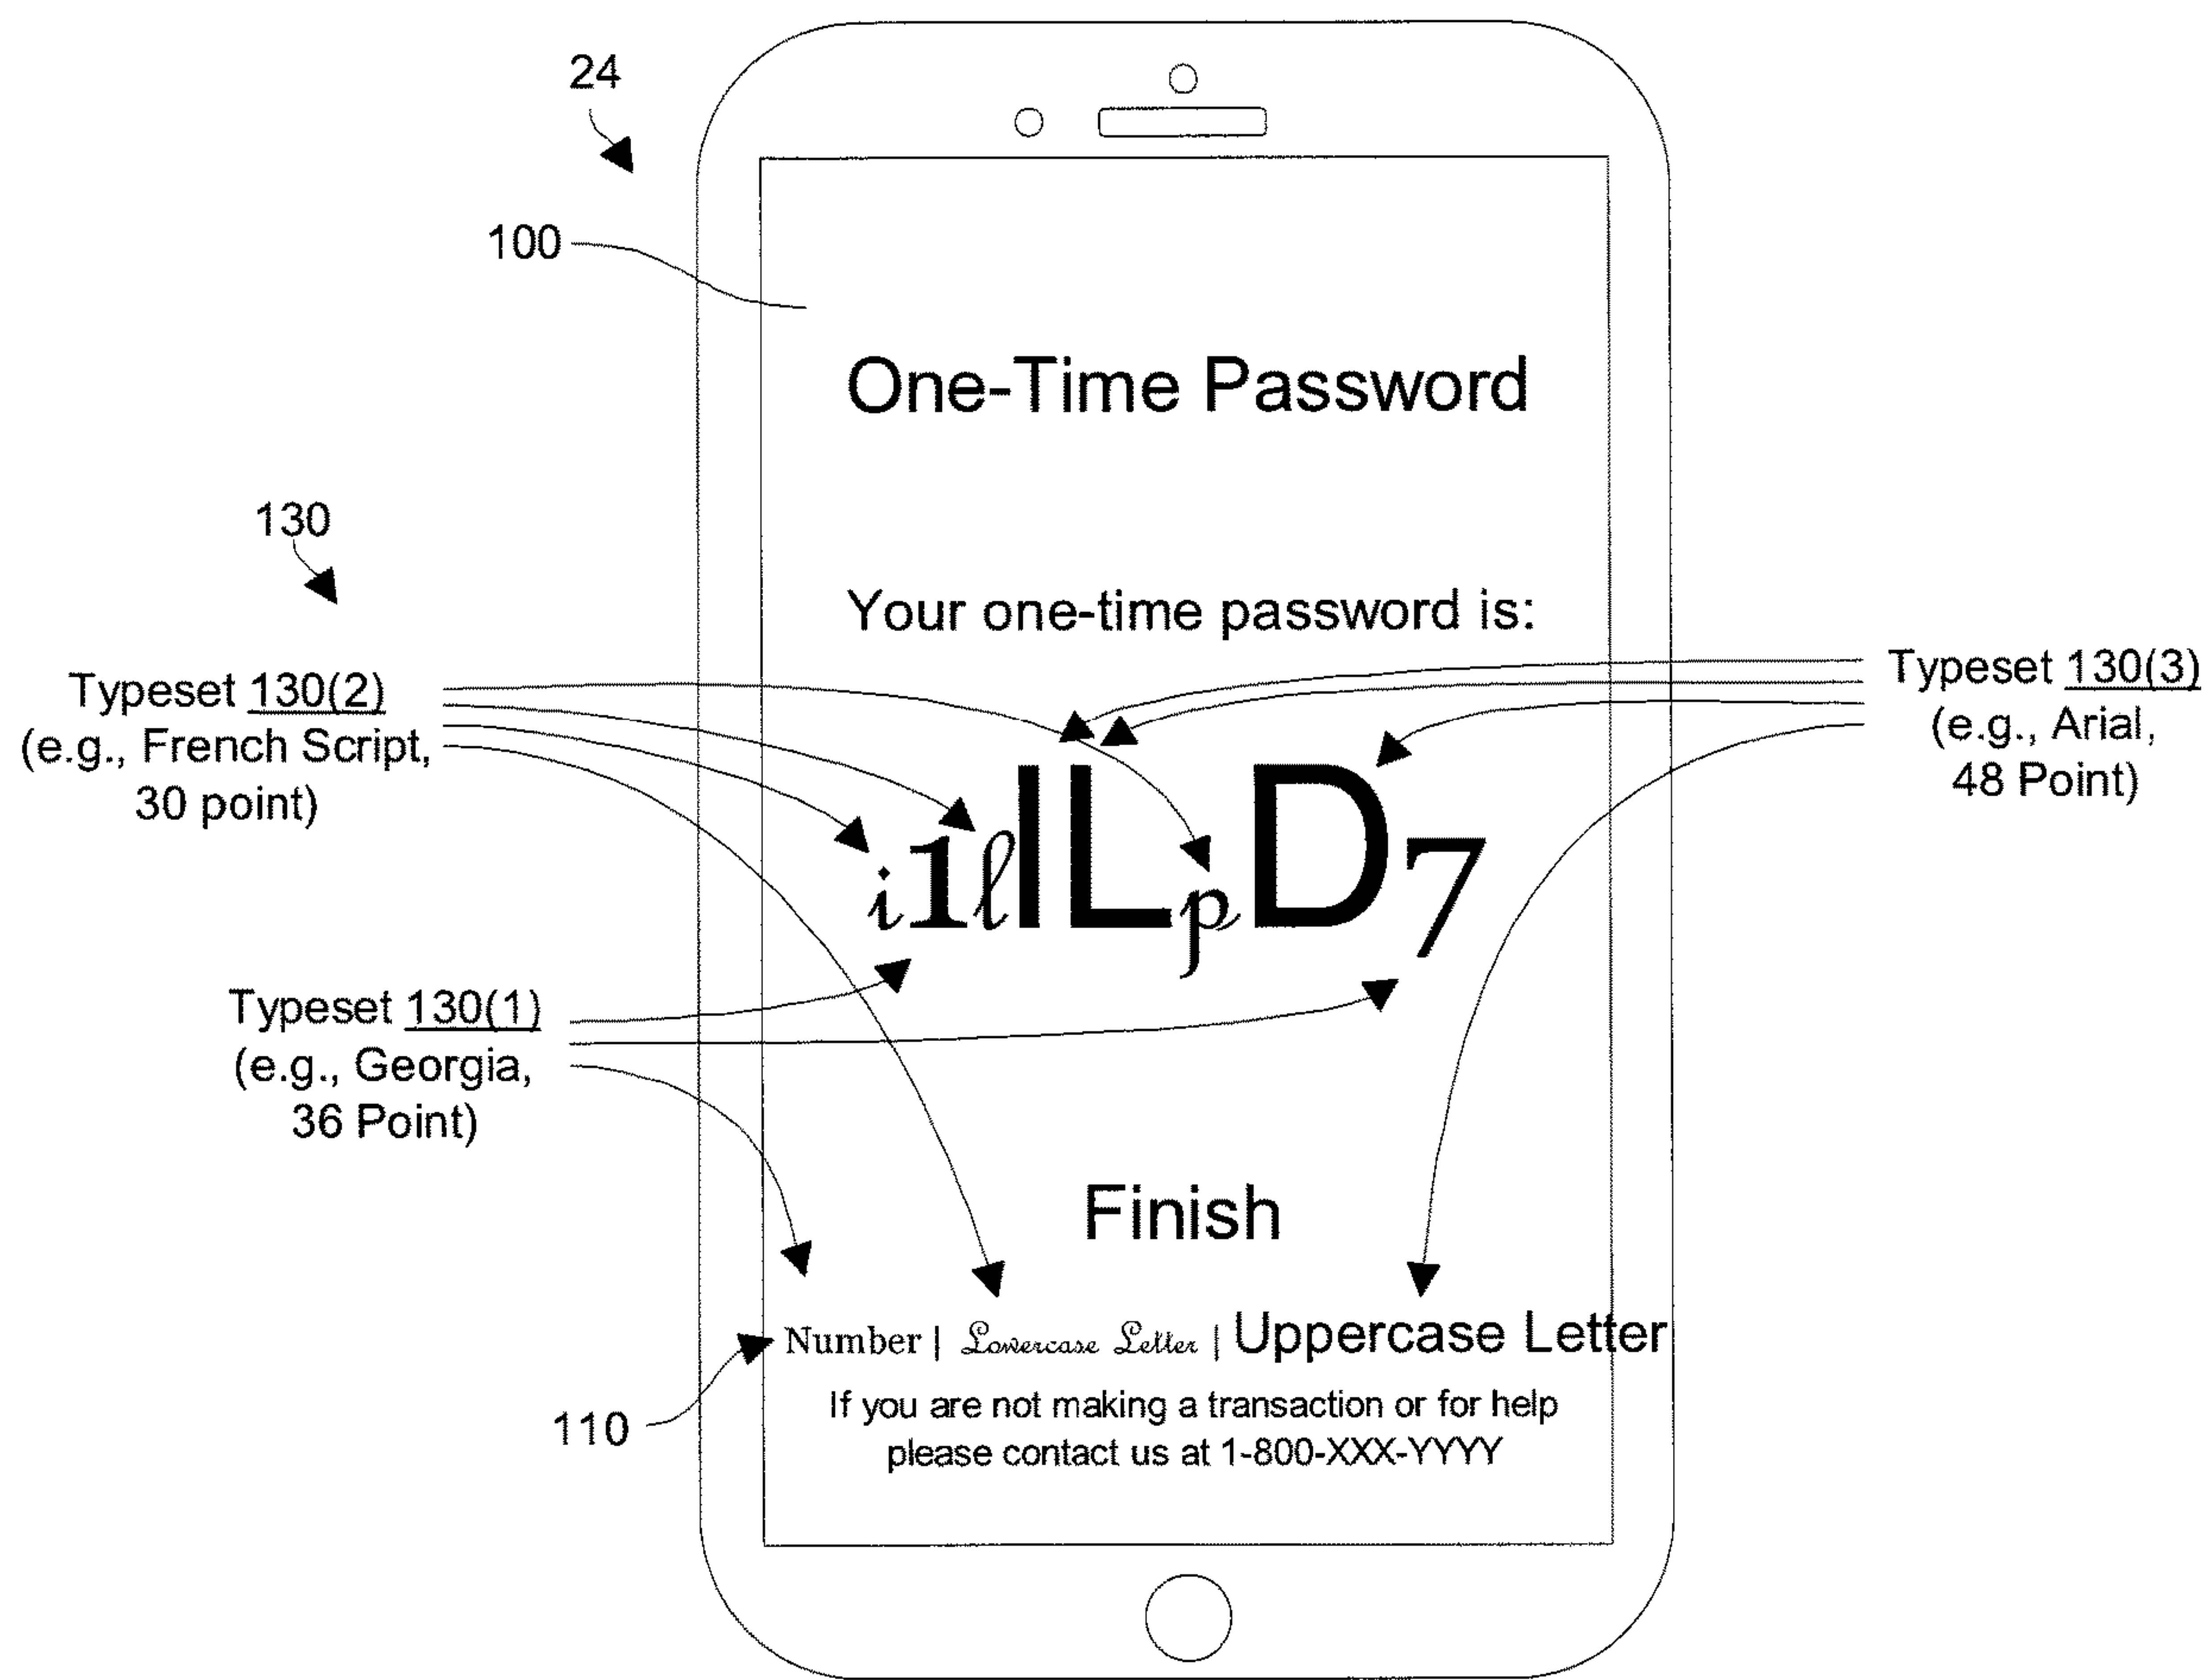 24
100
One-Time Password
130
Your one-time password is:
Typeset 130(2)
(e.g., French Script,
30 point)
Typeset 130(3)
(e.g., Arial,
48 Point)
i1lILpD7
Typeset 130(1)
(e.g., Georgia,
36 Point)
Finish
Number | Lowercase Letter | Uppercase Letter
110
If you are not making a transaction or for help
please contact us at 1-800-XXX-YYYY